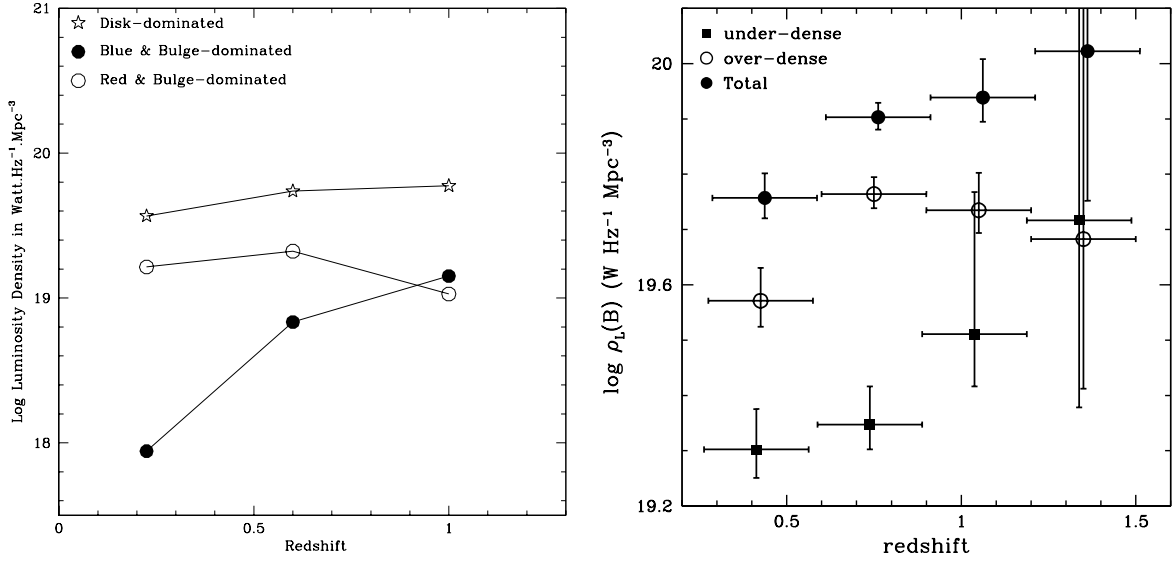 21
20
19
18
0
0.5
1
Redshift
Log Luminosity Density in Watt.Hz⁻¹.Mpc⁻³
Disk-dominated
Blue & Bulge-dominated
Red & Bulge-dominated
20
19.6
19.2
0.5
1
1.5
redshift
log ρL(B) (W Hz⁻¹ Mpc⁻³)
under-dense
over-dense
Total